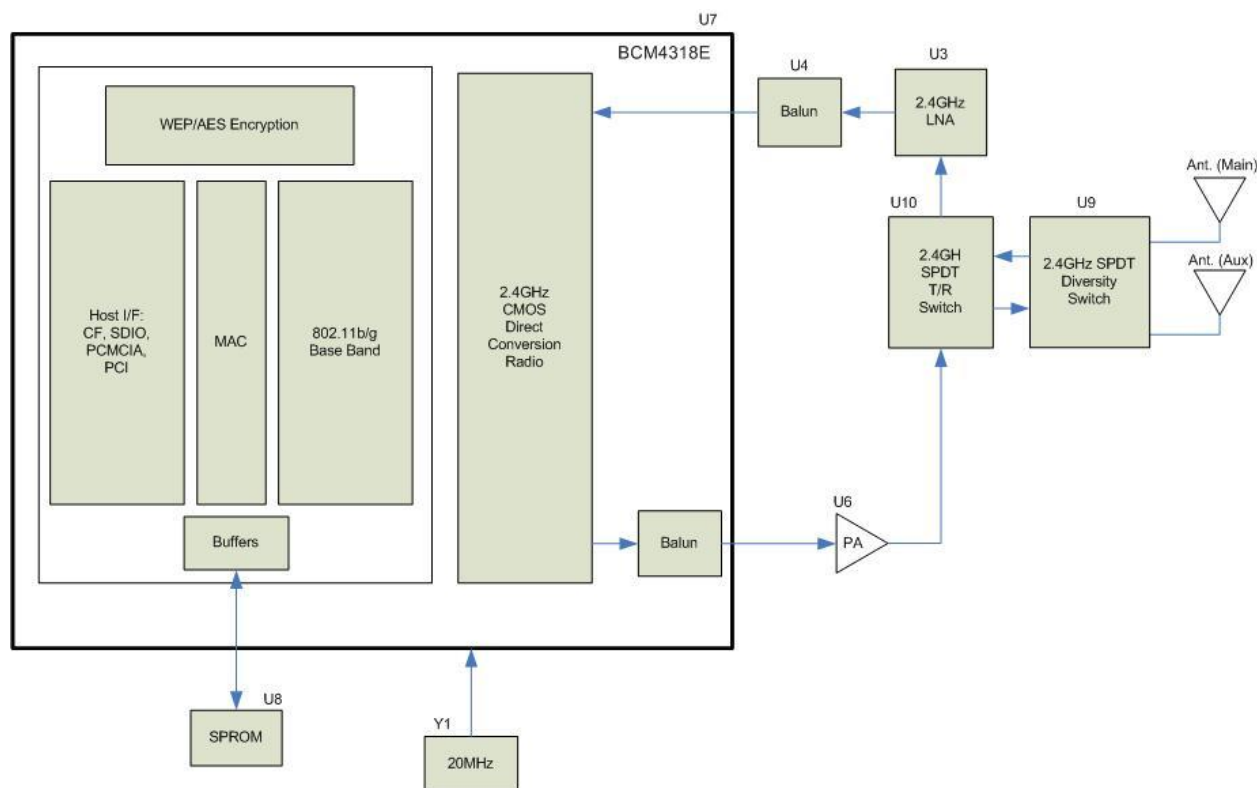 U7
BCM4318E
WEP/AES Encryption
Host I/F:
CF, SDIO,
PCMCIA,
PCI
MAC
802.11b/g
Base Band
Buffers
2.4GHz
CMOS
Direct
Conversion
Radio
Balun
U4
Balun
U3
2.4GHz
LNA
U10
2.4GH
SPDT
T/R
Switch
U9
2.4GHz SPDT
Diversity
Switch
Ant. (Main)
Ant. (Aux)
U6
PA
U8
SPROM
Y1
20MHz